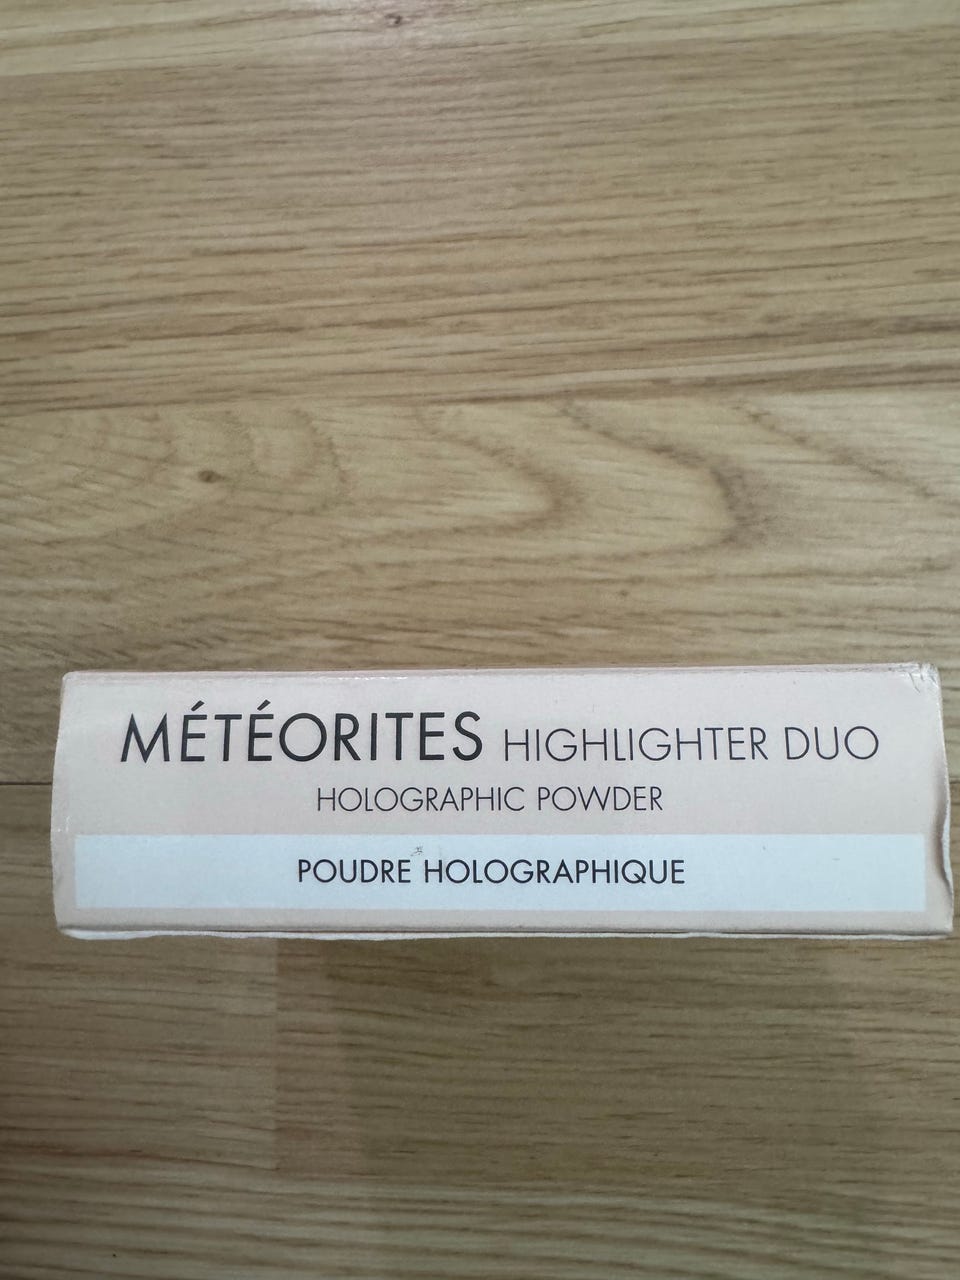 MÉTÉORITES HIGHLIGHTER DUO
HOLOGRAPHIC POWDER
POUDRE HOLOGRAPHIQUE